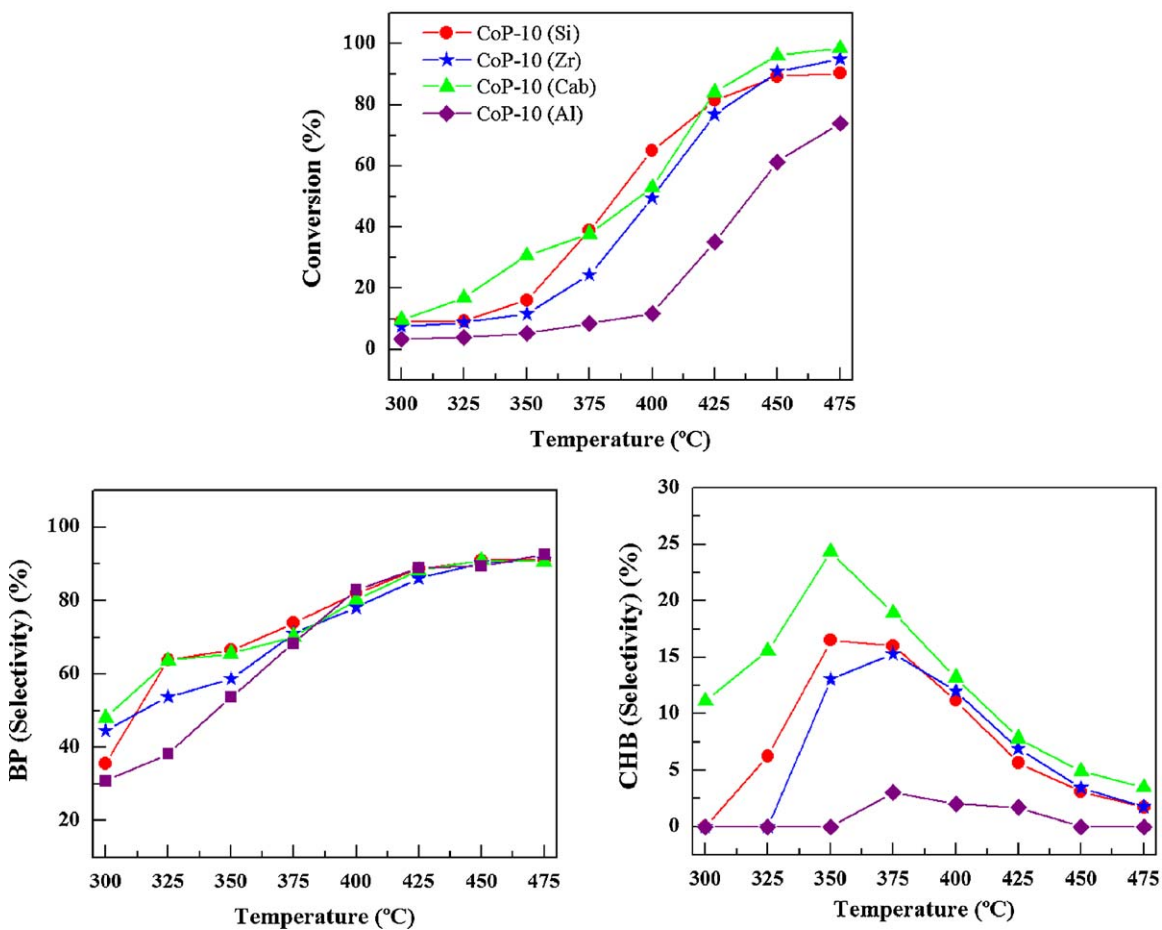 CoP-10 (Si)
CoP-10 (Zr)
CoP-10 (Cab)
CoP-10 (Al)
Conversion (%)
100
80
60
40
20
0
300 325 350 375 400 425 450 475
Temperature (ºC)
BP (Selectivity) (%)
100
80
60
40
20
300 325 350 375 400 425 450 475
Temperature (ºC)
CHB (Selectivity) (%)
30
25
20
15
10
5
0
300 325 350 375 400 425 450 475
Temperature (ºC)